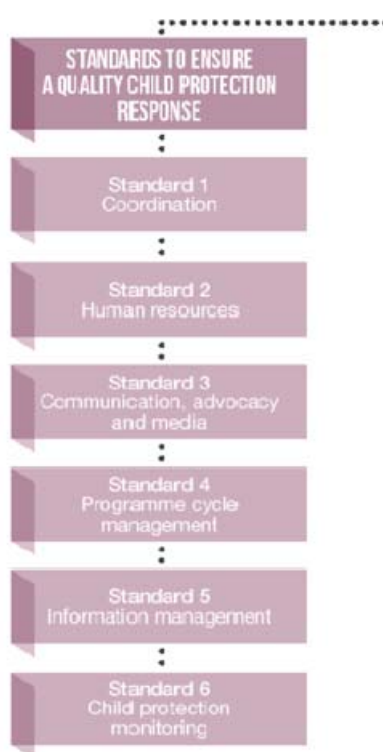 STANDARDS TO ENSURE
A QUALITY CHILD PROTECTION
RESPONSE
Standard 1
Coordination
Standard 2
Human resources
Standard 3
Communication, advocacy
and media
Standard 4
Programme cycle
management
Standard 5
Information management
Standard 6
Child protection
monitoring